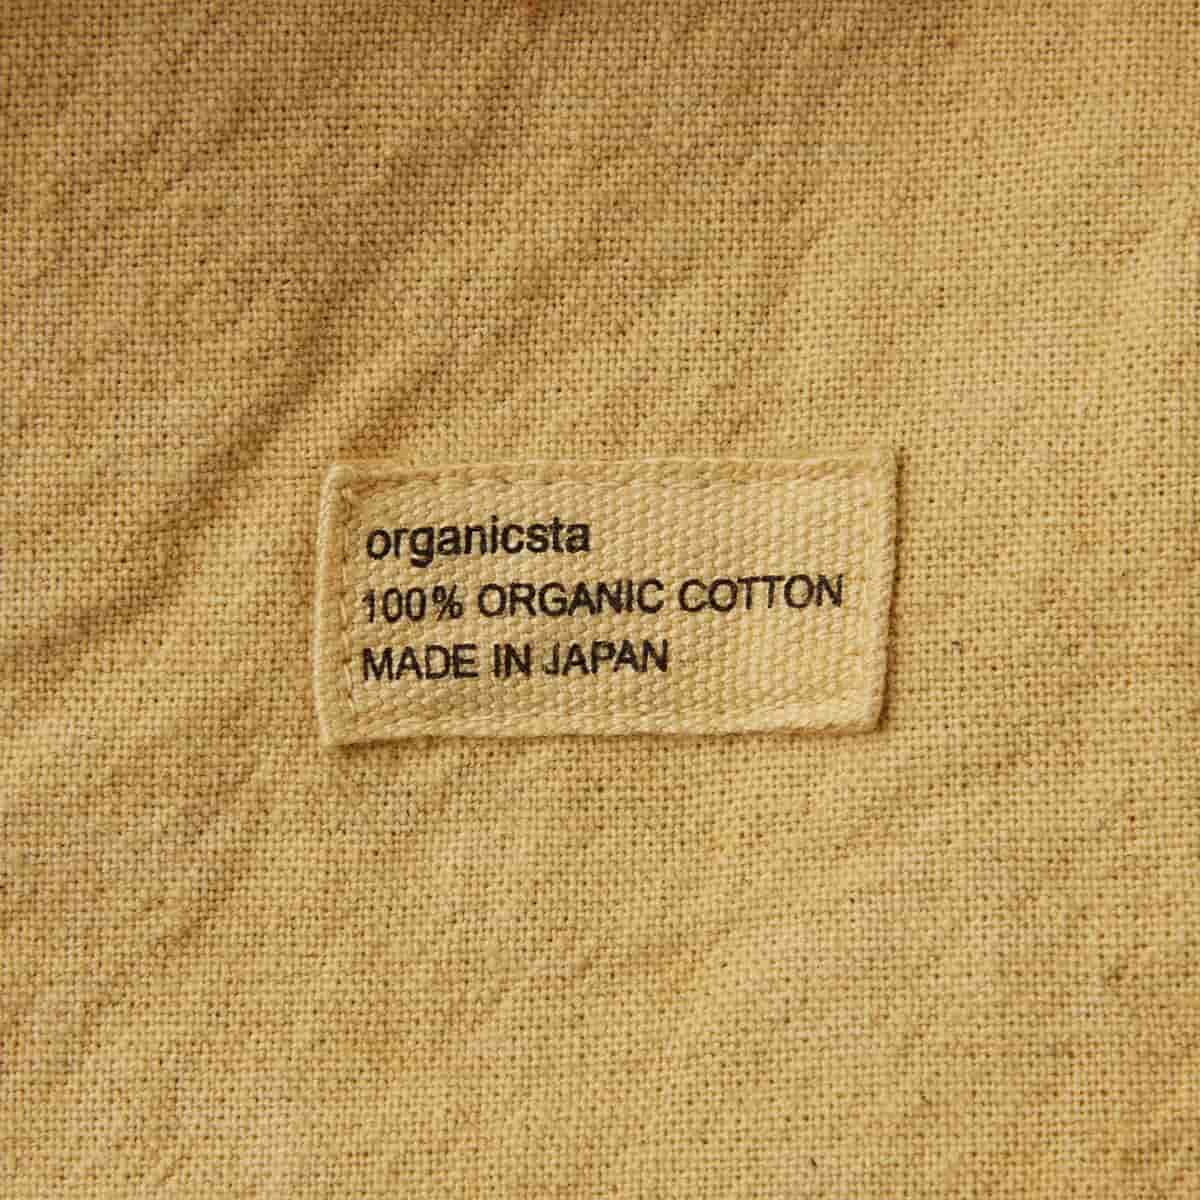 organicsta
100% ORGANIC COTTON
MADE IN JAPAN